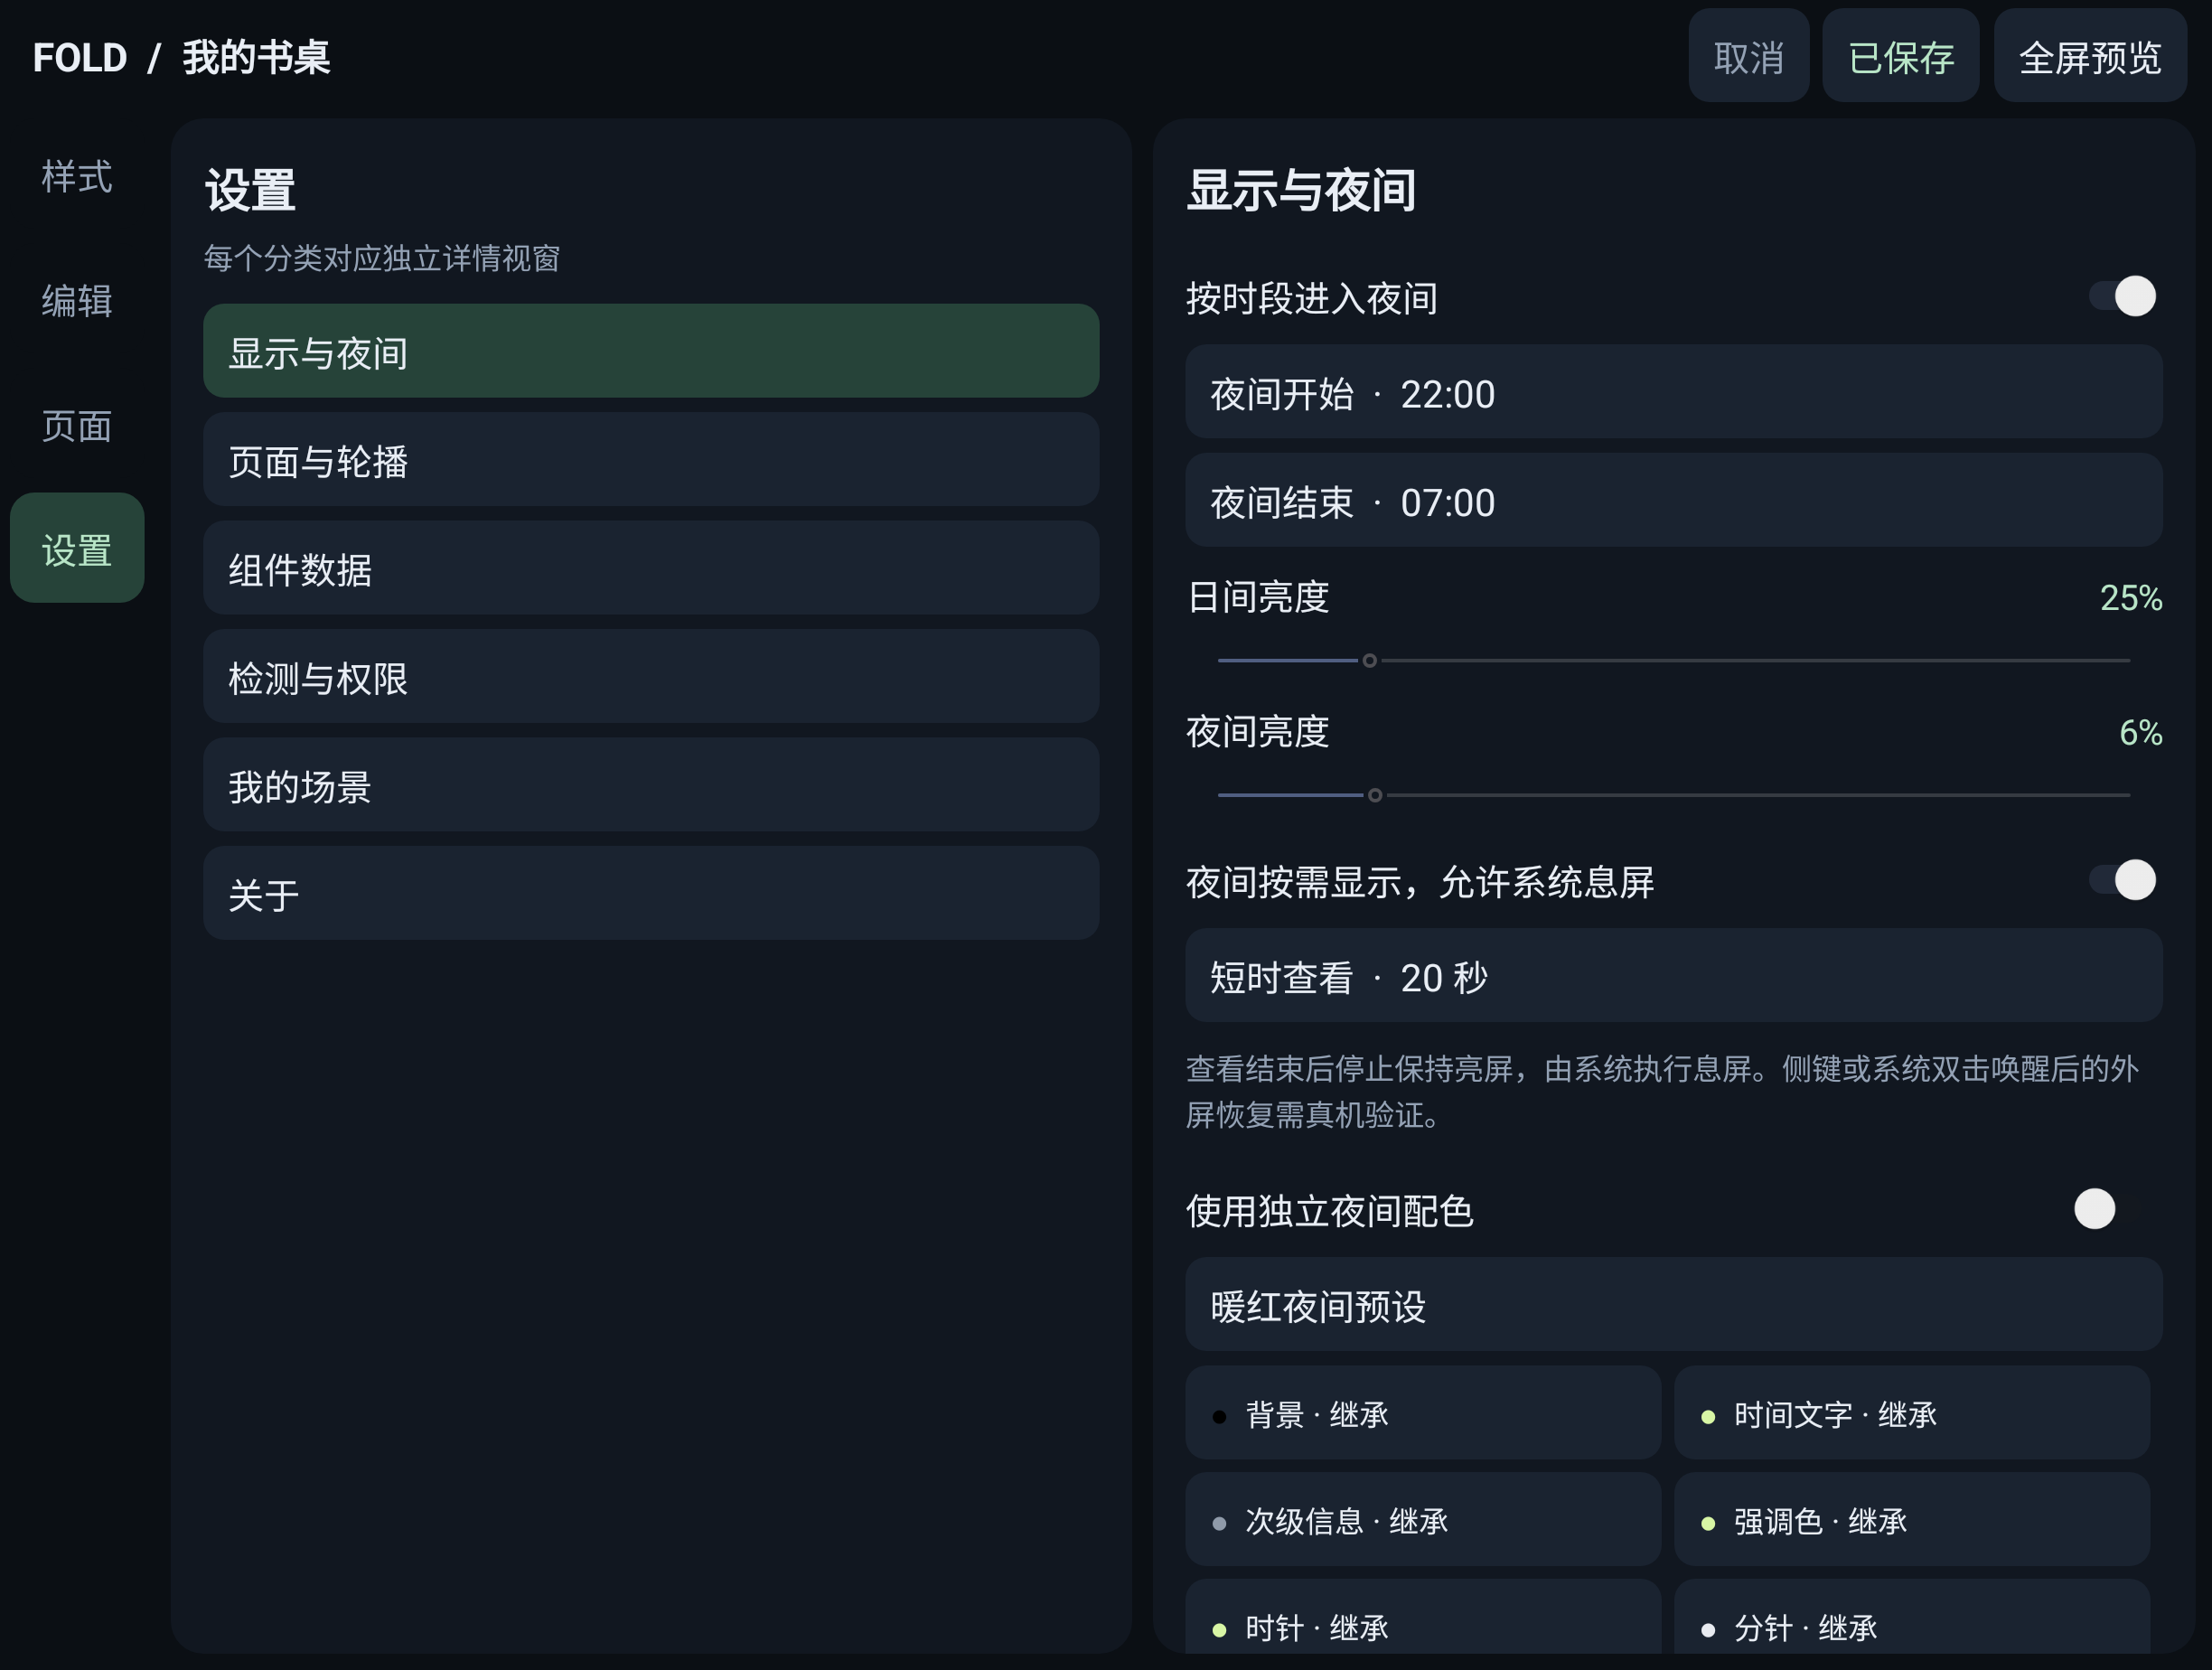 FOLD / 我的书桌
取消
已保存
全屏预览
样式
编辑
页面
设置
设置
每个分类对应独立详情视窗
显示与夜间
页面与轮播
组件数据
检测与权限
我的场景
关于
显示与夜间
按时段进入夜间
夜间开始 · 22:00
夜间结束 · 07:00
日间亮度 25%
夜间亮度 6%
夜间按需显示，允许系统息屏
短时查看 · 20 秒
查看结束后停止保持亮屏，由系统执行息屏。侧键或系统双击唤醒后的外
屏恢复需真机验证。
使用独立夜间配色
暖红夜间预设
背景 · 继承
时间文字 · 继承
次级信息 · 继承
强调色 · 继承
时针 · 继承
分针 · 继承